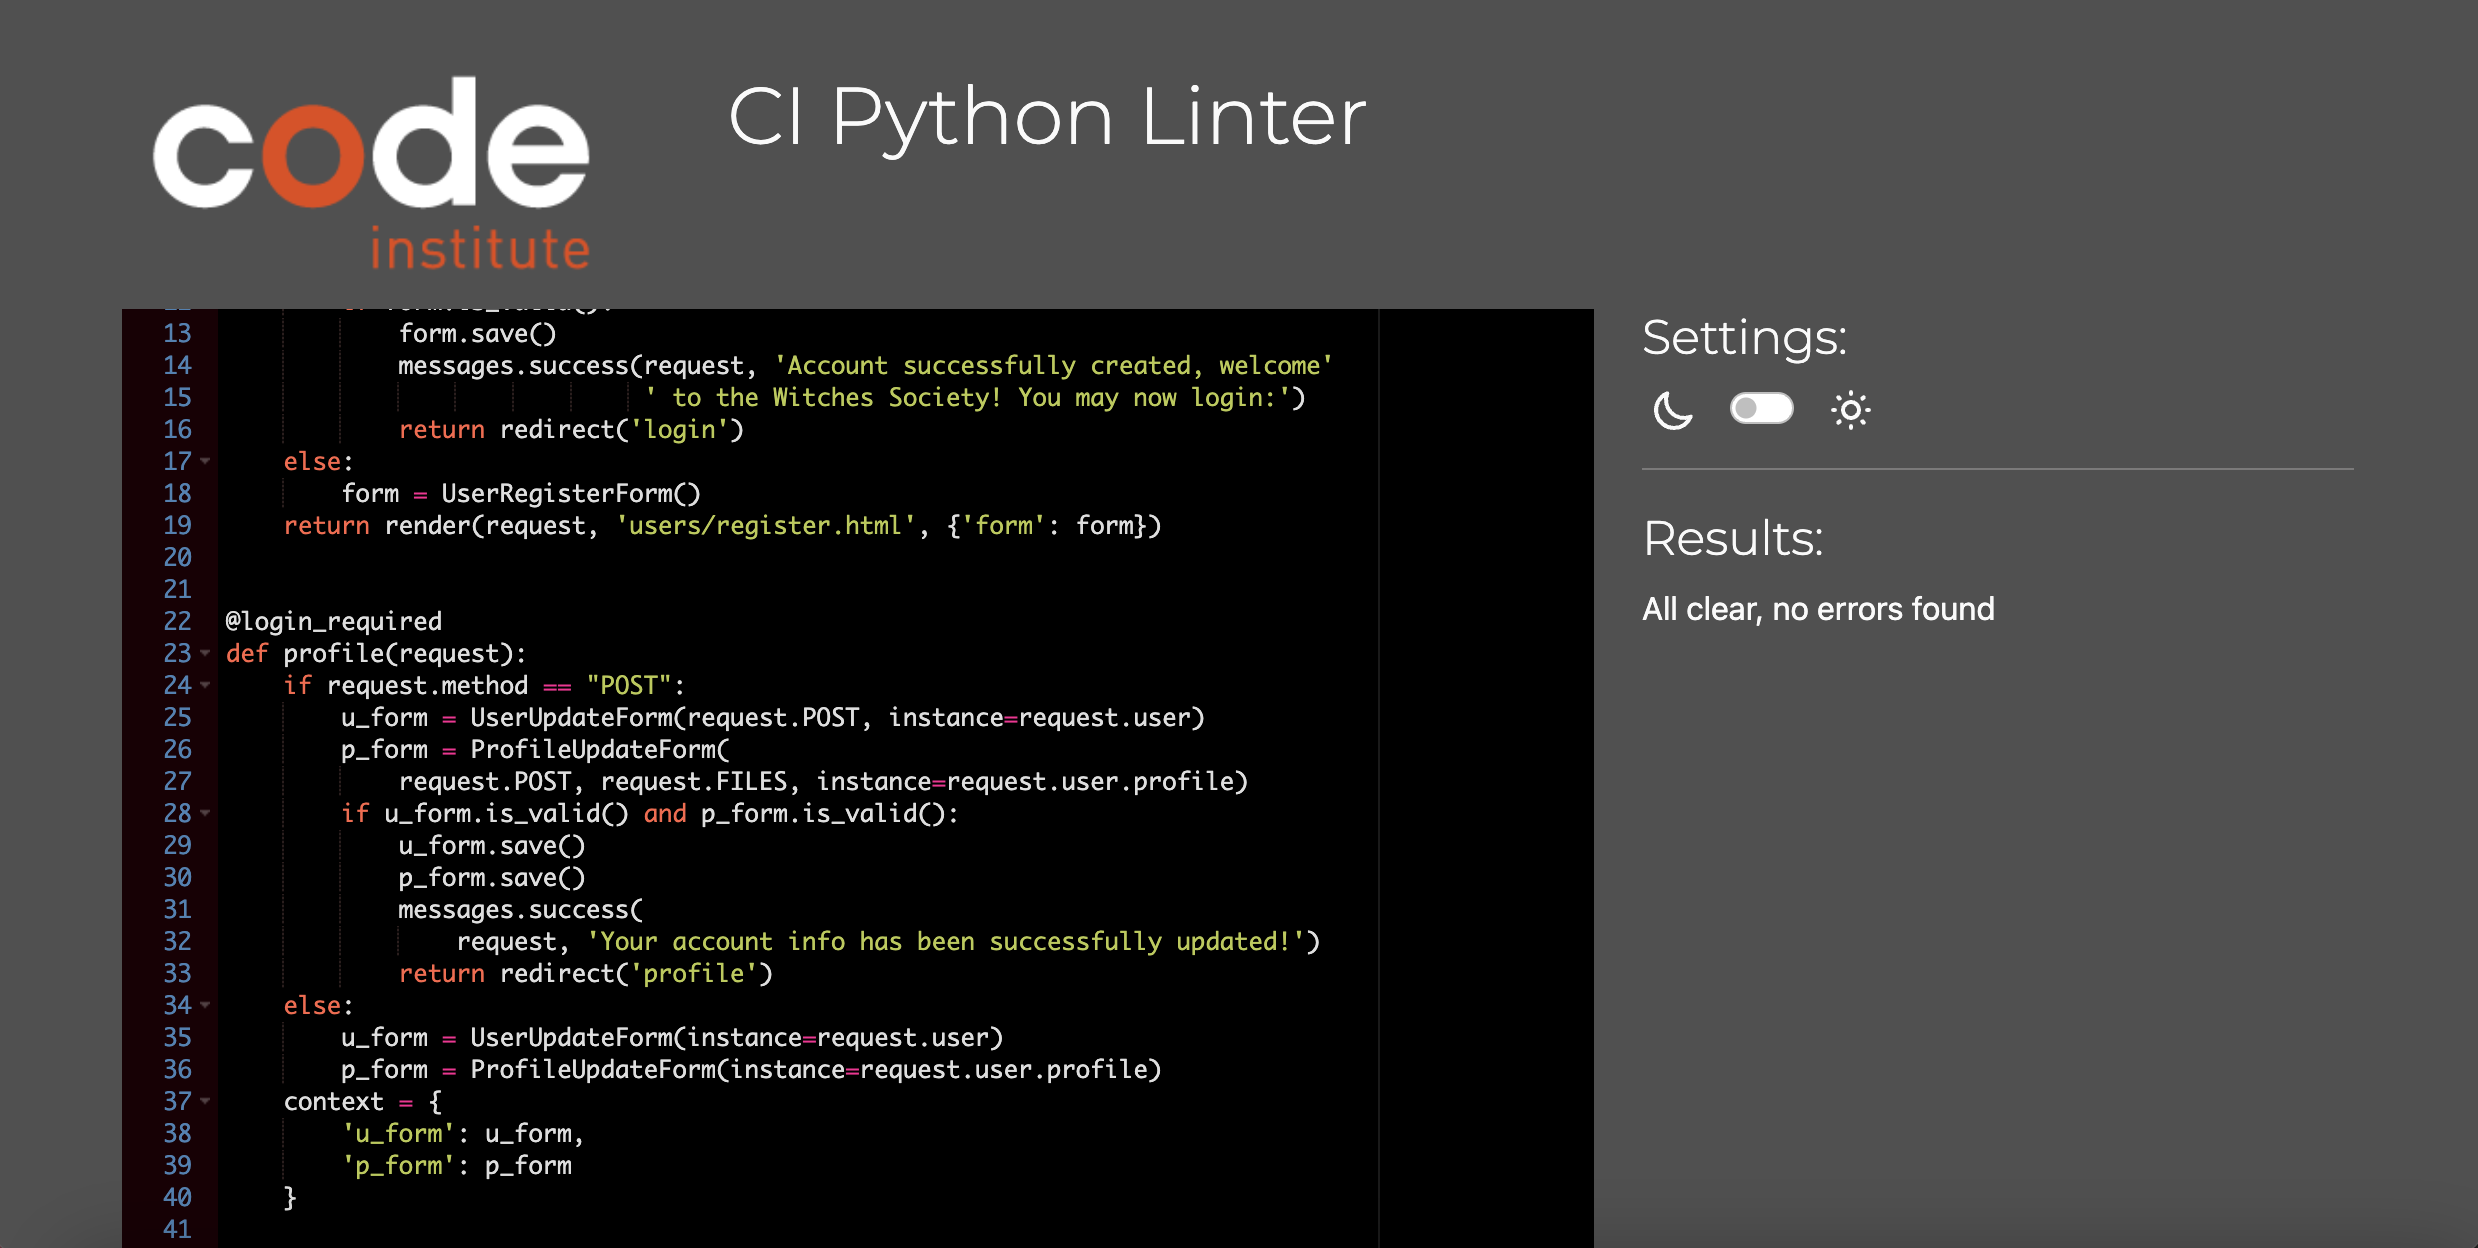 code
institute
CI Python Linter
12 if form.is_valid():
13 form.save()
14 messages.success(request, 'Account successfully created, welcome'
15 ' to the Witches Society! You may now login:')
16 return redirect('login')
17 else:
18 form = UserRegisterForm()
19 return render(request, 'users/register.html', {'form': form})
20
21
22 @login_required
23 def profile(request):
24 if request.method == "POST":
25 u_form = UserUpdateForm(request.POST, instance=request.user)
26 p_form = ProfileUpdateForm(
27 request.POST, request.FILES, instance=request.user.profile)
28 if u_form.is_valid() and p_form.is_valid():
29 u_form.save()
30 p_form.save()
31 messages.success(
32 request, 'Your account info has been successfully updated!')
33 return redirect('profile')
34 else:
35 u_form = UserUpdateForm(instance=request.user)
36 p_form = ProfileUpdateForm(instance=request.user.profile)
37 context = {
38 'u_form': u_form,
39 'p_form': p_form
40 }
41
Settings:
Results:
All clear, no errors found